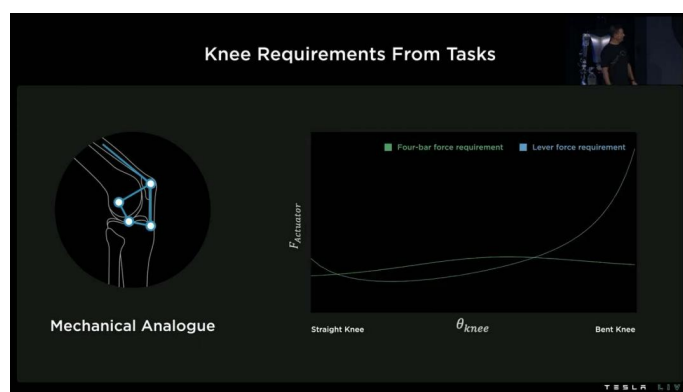 Knee Requirements From Tasks
Four-bar force requirement
Lever force requirement
F_Actuator
Straight Knee
θ_knee
Bent Knee
Mechanical Analogue
TESLA LIV